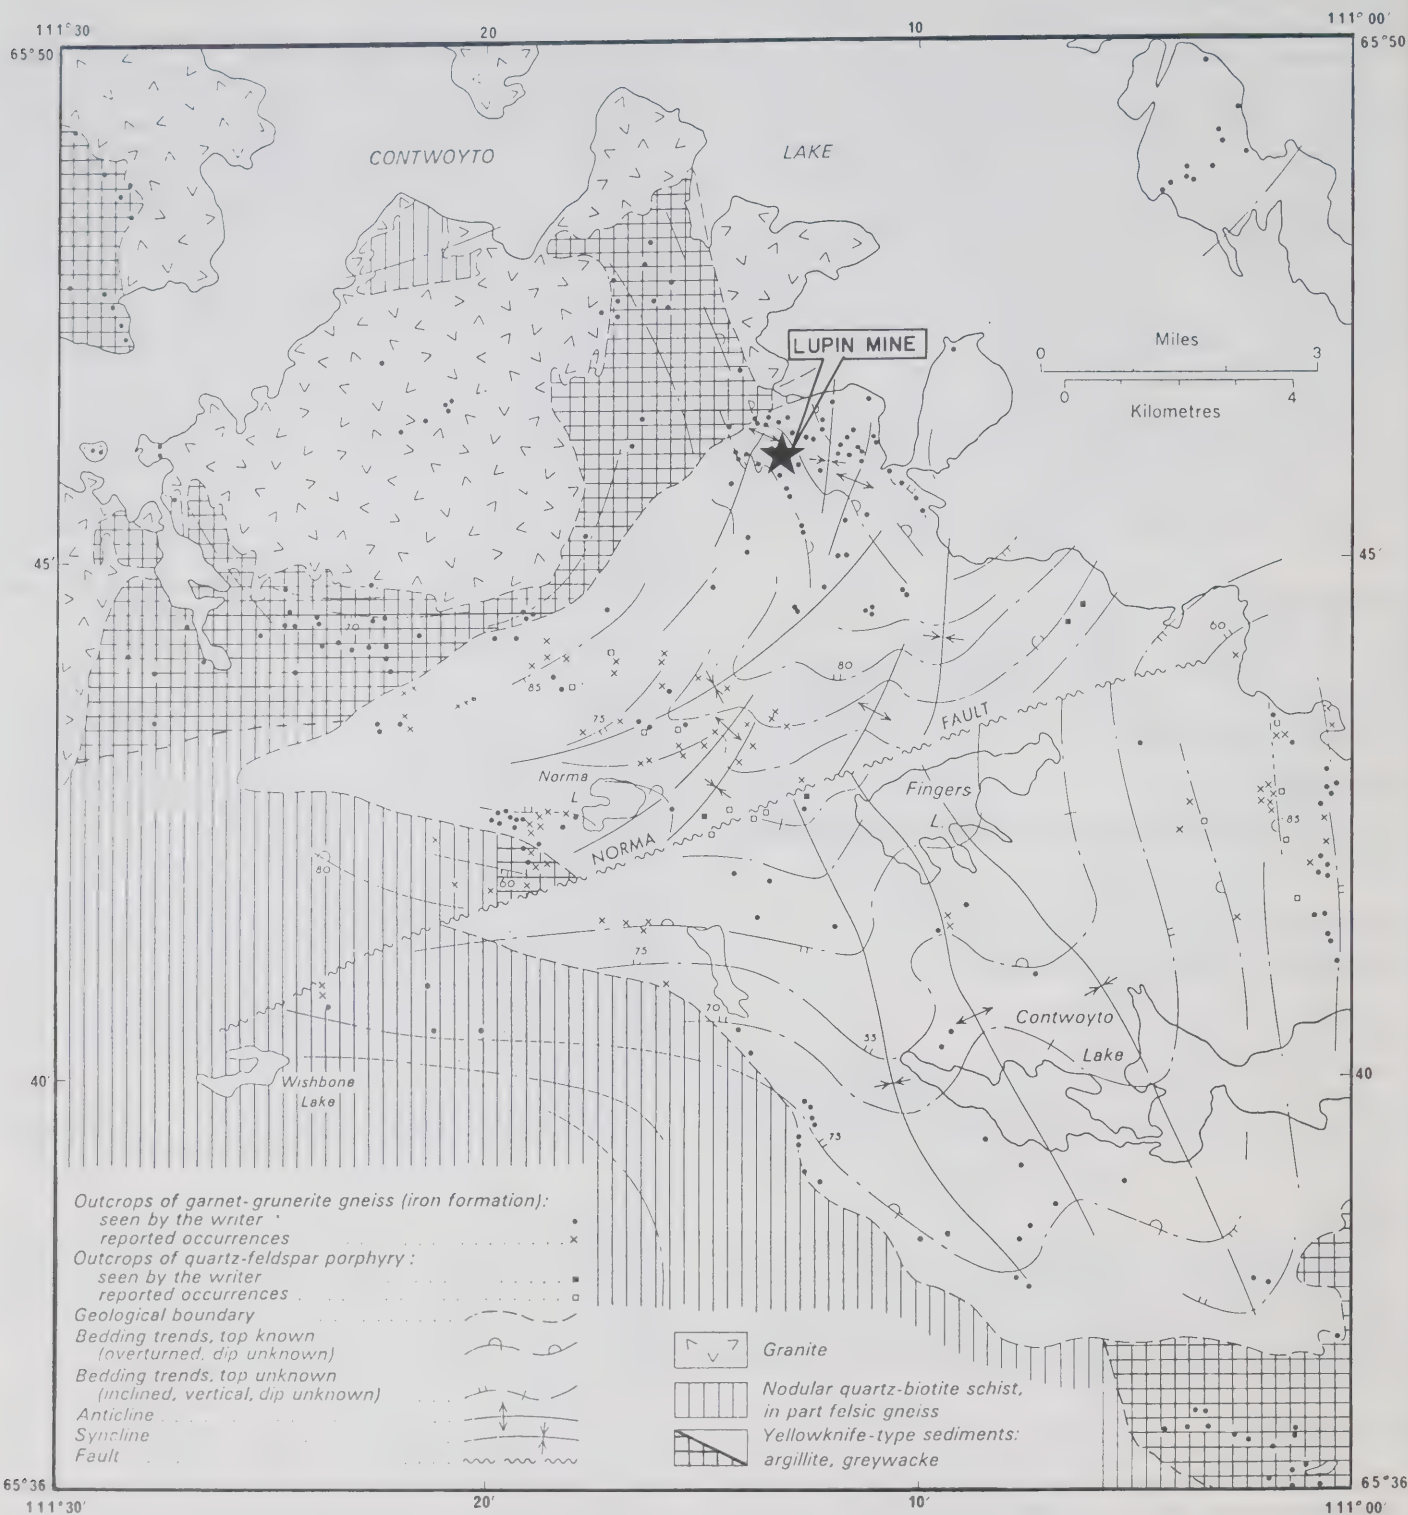 111° 30′
20
10
111° 00′
65° 50
65° 50
CONTWOYTO
LAKE
LUPIN MINE
Miles
0 3
0 4
Kilometres
45′
45′
70
60
80
85
75
FAULT
Norma
L.
Fingers
L.
NORMA
85
80
60
75
70
55
Contwoyto
Lake
40′
40
Wishbone
Lake
75
Outcrops of garnet-grunerite gneiss (iron formation):
seen by the writer
reported occurrences
Outcrops of quartz-feldspar porphyry:
seen by the writer
reported occurrences
Geological boundary
Bedding trends, top known
(overturned, dip unknown)
Bedding trends, top unknown
(inclined, vertical, dip unknown)
Anticline
Syncline
Fault
Granite
Nodular quartz-biotite schist,
in part felsic gneiss
Yellowknife-type sediments:
argillite, greywacke
65° 36
65° 36
111° 30′
20′
10′
111° 00′